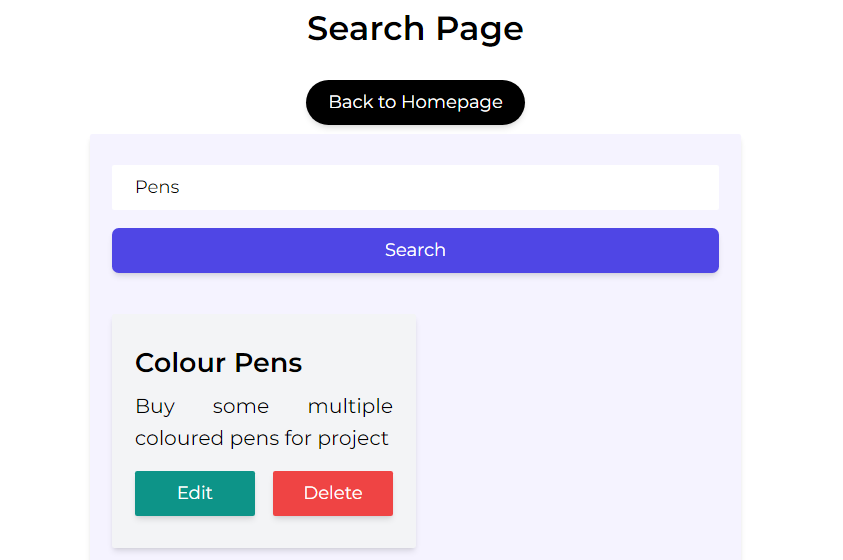 Search Page
Back to Homepage
Pens
Search
Colour Pens
Buy some multiple
coloured pens for project
Edit
Delete